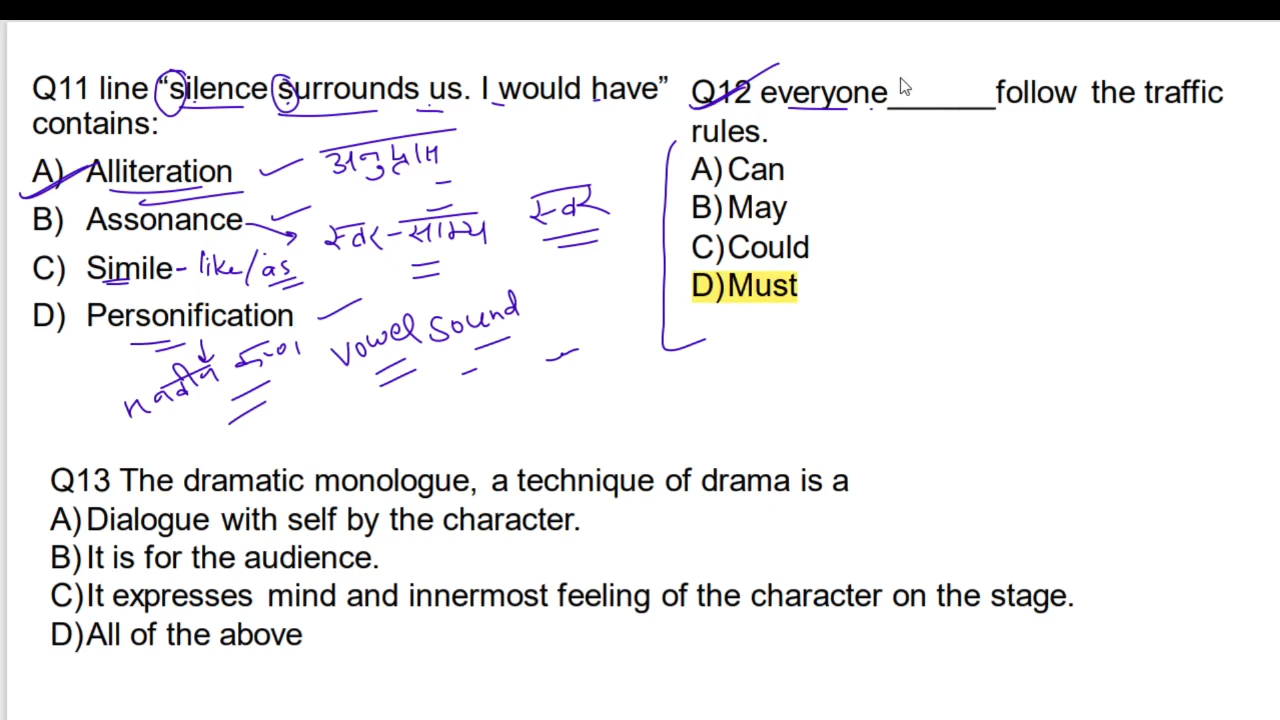 Q11 line “silence surrounds us. I would have”
contains:
A) Alliteration अनुप्रास
B) Assonance स्वर-साम्य स्वर
C) Simile - like/as
D) Personification
vowel sound
Q12 everyone______follow the traffic
rules.
A) Can
B) May
C) Could
D) Must
Q13 The dramatic monologue, a technique of drama is a
A) Dialogue with self by the character.
B) It is for the audience.
C) It expresses mind and innermost feeling of the character on the stage.
D) All of the above